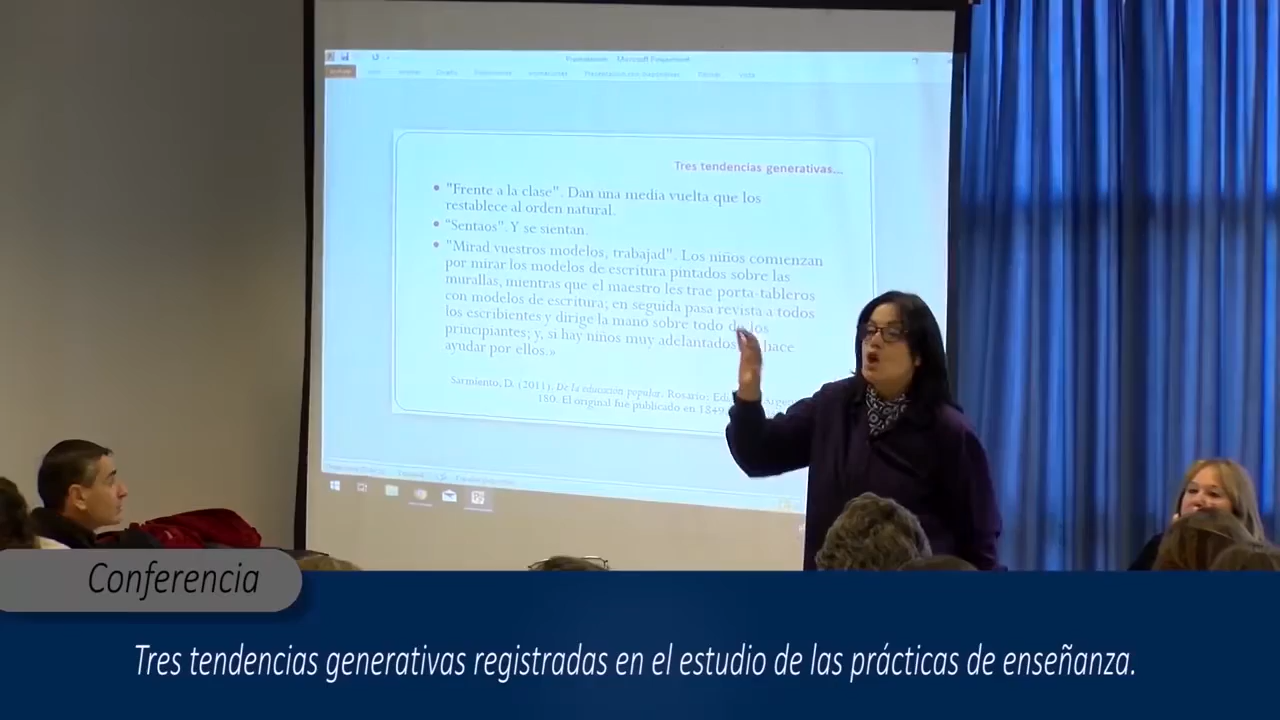 Presentación - Microsoft PowerPoint
Tres tendencias generativas...
"Frente a la clase". Dan una media vuelta que los
restablece al orden natural.
"Sentaos". Y se sientan.
"Mirad vuestros modelos, trabajad". Los niños comienzan
por mirar los modelos de escritura pintados sobre las
murallas, mientras que el maestro les trae porta-tableros
con modelos de escritura; en seguida pasa revista a todos
los escribientes y dirige la mano sobre todo de los
principiantes; y, si hay niños muy adelantados hace
ayudar por ellos.»
Sarmiento, D. (2011). De la educación popular. Rosario:
180. El original fue publicado en 1849
Conferencia
Tres tendencias generativas registradas en el estudio de las prácticas de enseñanza.